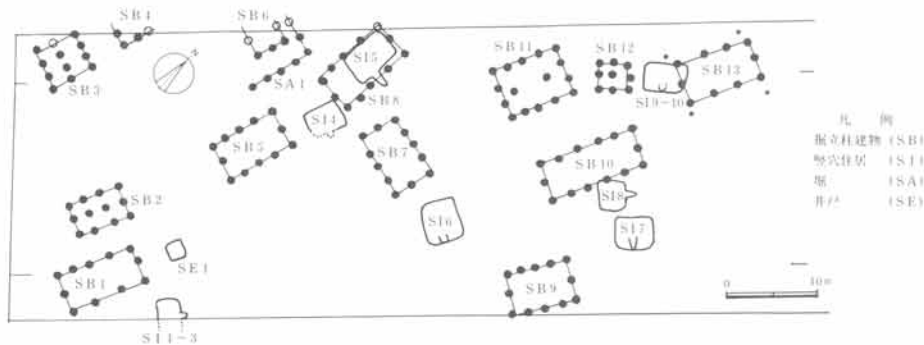 SB4
SB6
SI5
SB11
SB12
SB3
SA1
SB13
SB8
SI9-10
SI4
凡 例
SB5
SB7
SB10
掘立柱建物 (SB)
竪穴住居 (SI)
SB2
SI8
堀 (SA)
SI6
SI7
井戸 (SE)
SE1
SB1
SB9
0 10m
SI1-3